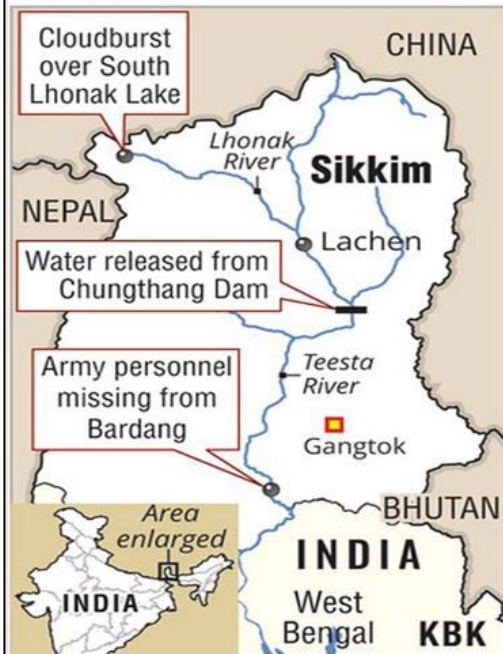 Cloudburst
over South
Lhonak Lake
CHINA
Lhonak
River
Sikkim
NEPAL
Lachen
Water released from
Chungthang Dam
Army personnel
missing from
Bardang
Teesta
River
Gangtok
BHUTAN
Area
enlarged
INDIA
INDIA
West
Bengal
KBK